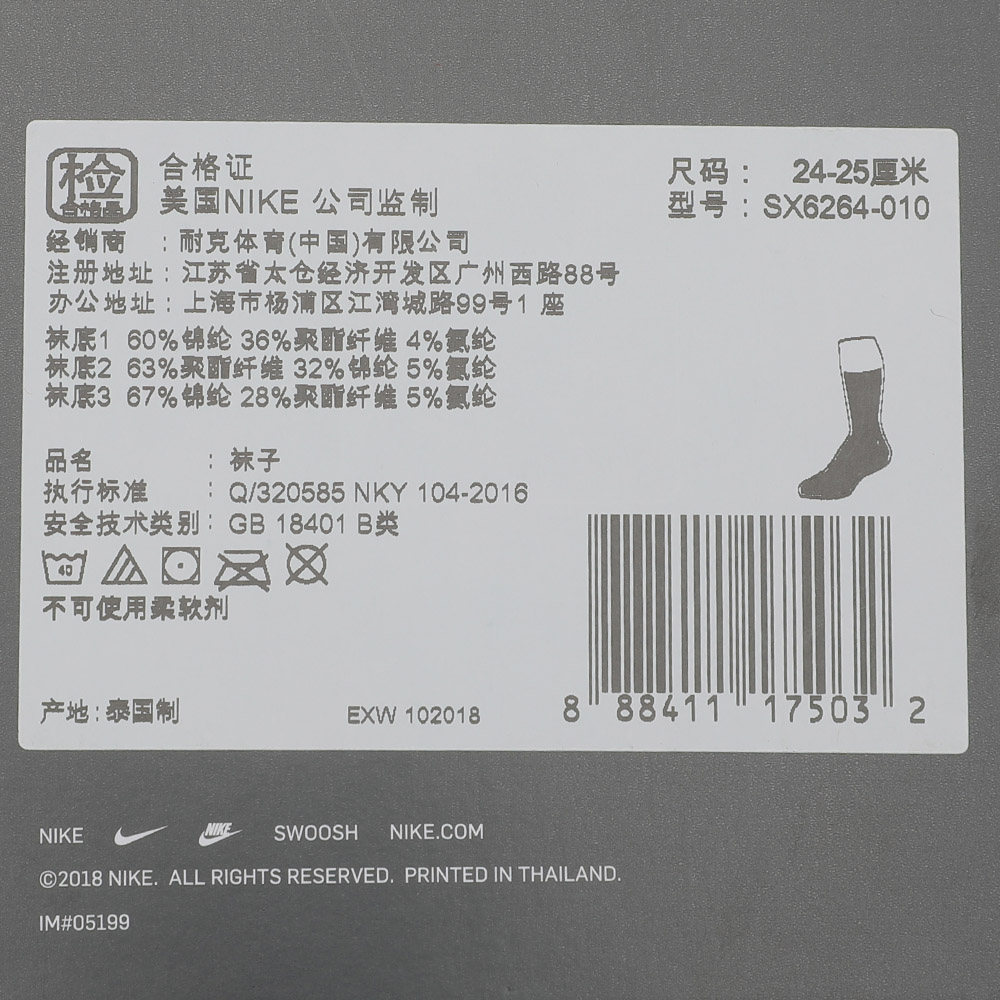 检 合格证
合格品
美国NIKE 公司监制
尺码： 24-25厘米
型号：SX6264-010
经销商 ：耐克体育(中国)有限公司
注册地址：江苏省太仓经济开发区广州西路88号
办公地址：上海市杨浦区江湾城路99号1 座
袜底1 60%锦纶 36%聚酯纤维 4%氨纶
袜底2 63%聚酯纤维 32%锦纶 5%氨纶
袜底3 67%锦纶 28%聚酯纤维 5%氨纶
品名 ：袜子
执行标准 ：Q/320585 NKY 104-2016
安全技术类别：GB 18401 B类
40
不可使用柔软剂
产地：泰国制
EXW 102018
8 88411 17503 2
NIKE NIKE SWOOSH NIKE.COM
©2018 NIKE. ALL RIGHTS RESERVED. PRINTED IN THAILAND.
IM#05199